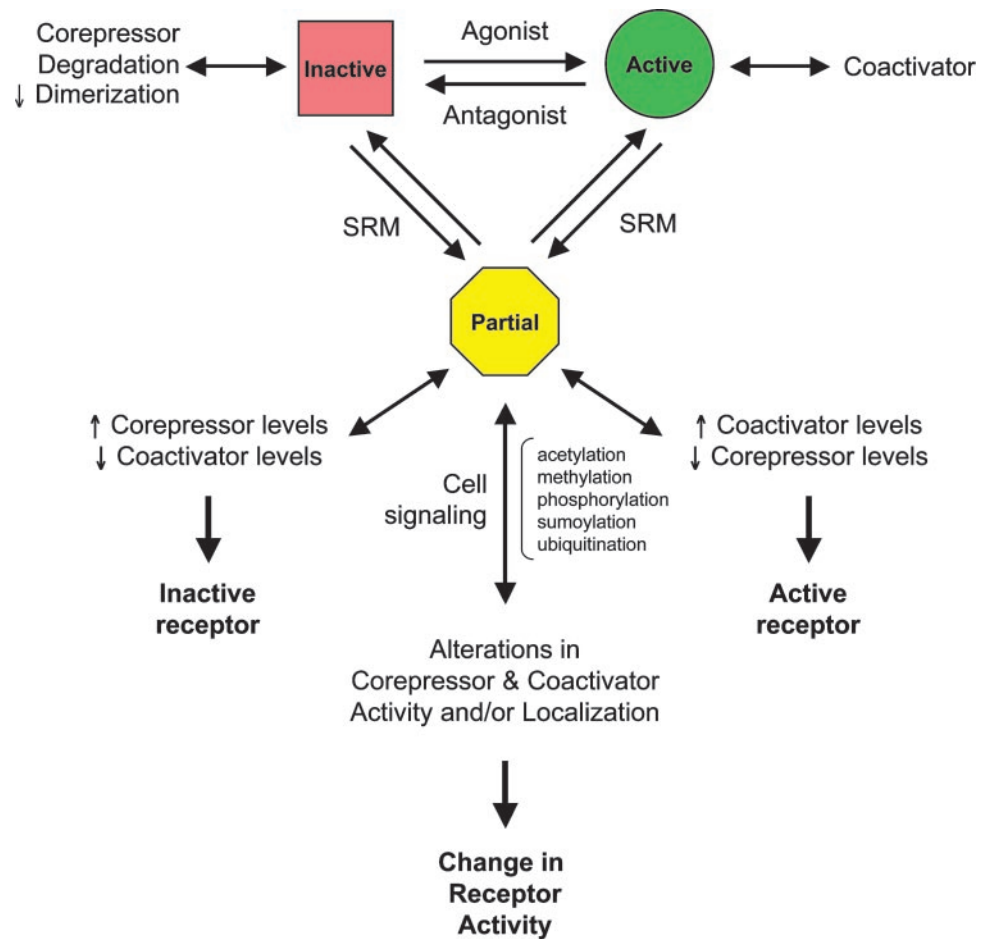 Corepressor
Degradation
↓ Dimerization
Inactive
Agonist
Antagonist
Active
Coactivator
SRM
SRM
Partial
↑ Corepressor levels
↓ Coactivator levels
Cell
signaling
acetylation
methylation
phosphorylation
sumoylation
ubiquitination
↑ Coactivator levels
↓ Corepressor levels
Inactive
receptor
Active
receptor
Alterations in
Corepressor & Coactivator
Activity and/or Localization
Change in
Receptor
Activity